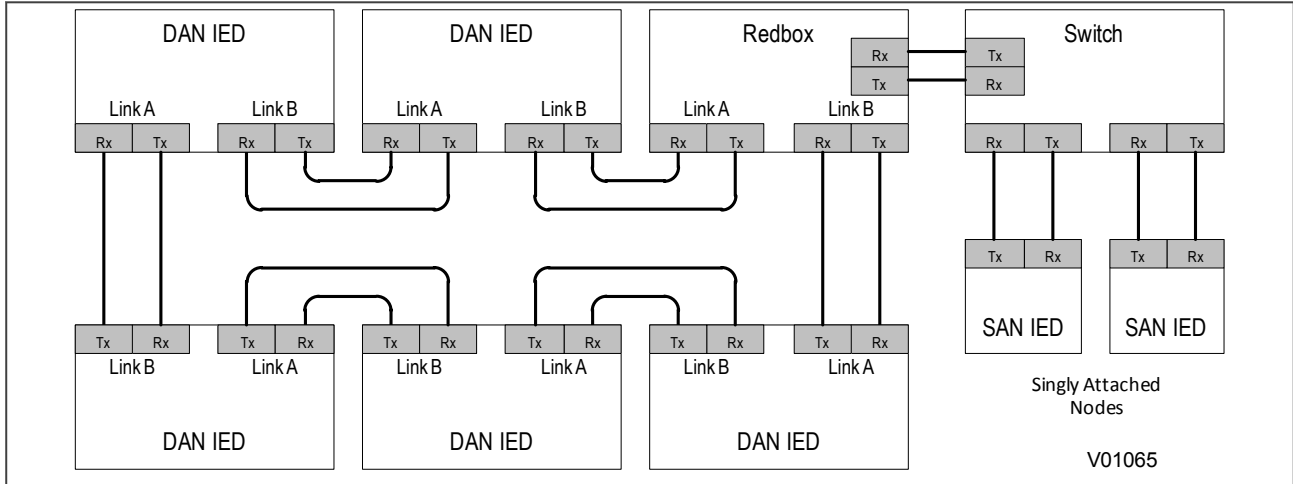 DAN IED DAN IED Redbox Switch
Rx Tx
Tx Rx
Link A Link B Link A Link B Link A Link B
Rx Tx Rx Tx Rx Tx Rx Tx Rx Tx Rx Tx Rx Tx Rx Tx
Tx Rx Tx Rx
SAN IED SAN IED
Tx Rx Tx Rx Tx Rx Tx Rx Tx Rx Tx Rx
Link B Link A Link B Link A Link B Link A
Singly Attached
Nodes
DAN IED DAN IED DAN IED
V01065